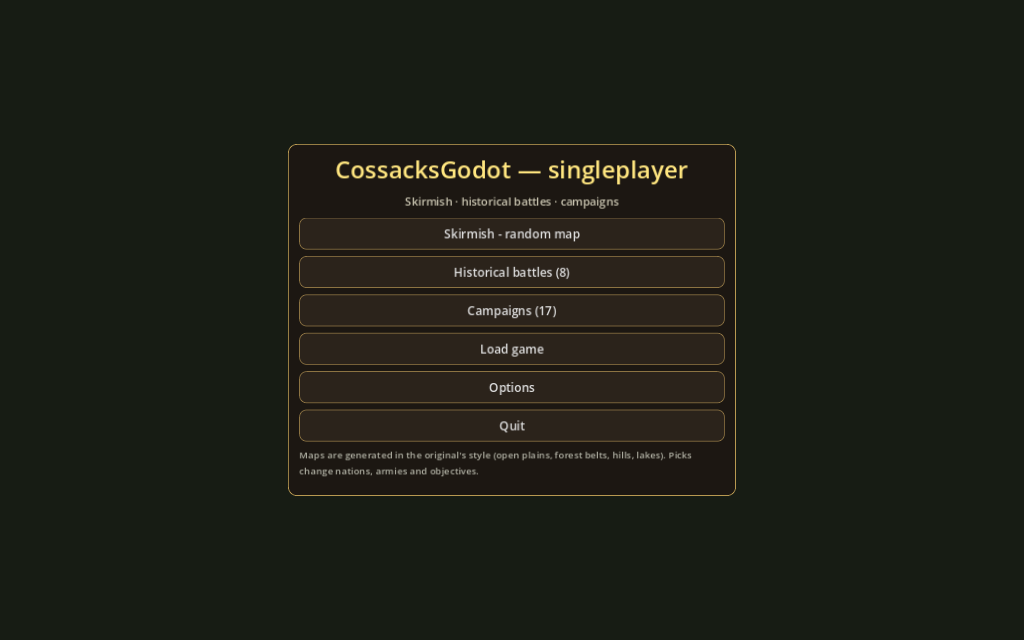 CossacksGodot — singleplayer
Skirmish · historical battles · campaigns
Skirmish - random map
Historical battles (8)
Campaigns (17)
Load game
Options
Quit
Maps are generated in the original's style (open plains, forest belts, hills, lakes). Picks
change nations, armies and objectives.